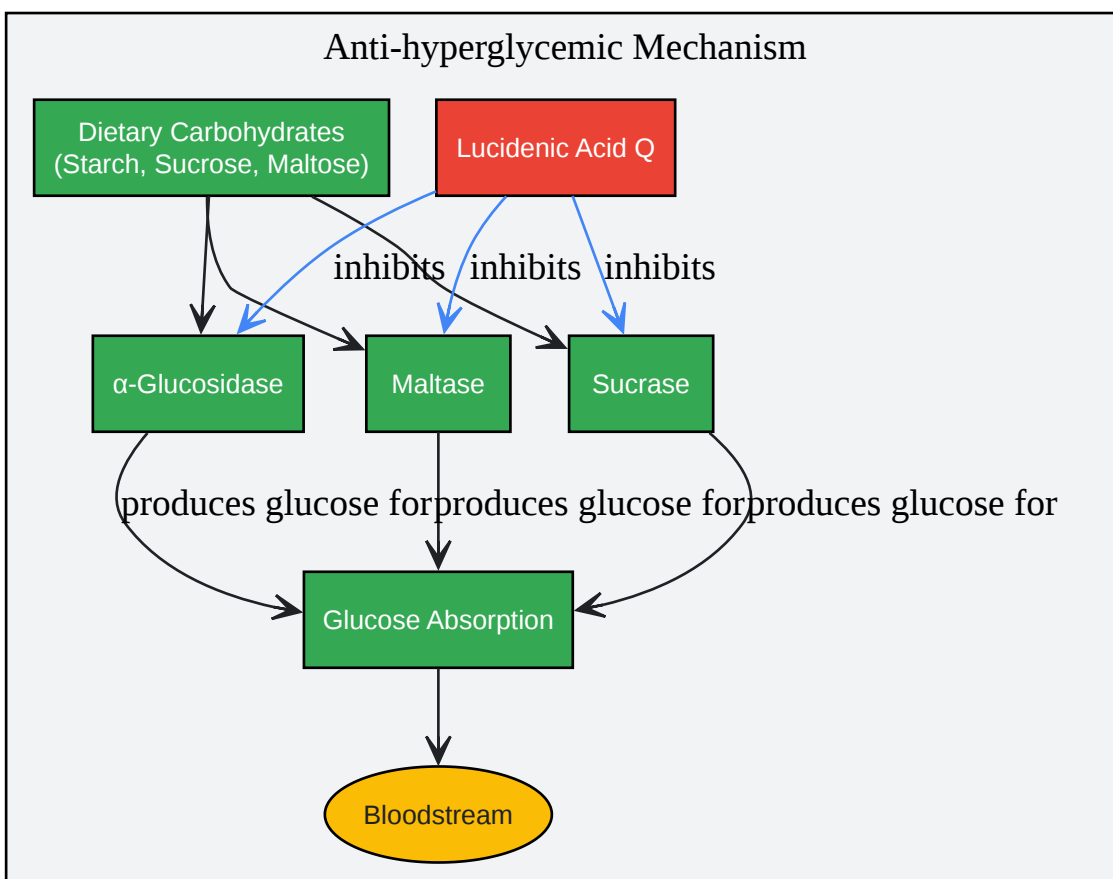 Anti-hyperglycemic Mechanism
Dietary Carbohydrates
(Starch, Sucrose, Maltose)
Lucidenic Acid Q
inhibits
inhibits
inhibits
α-Glucosidase
Maltase
Sucrase
produces glucose for
produces glucose for
produces glucose for
Glucose Absorption
Bloodstream